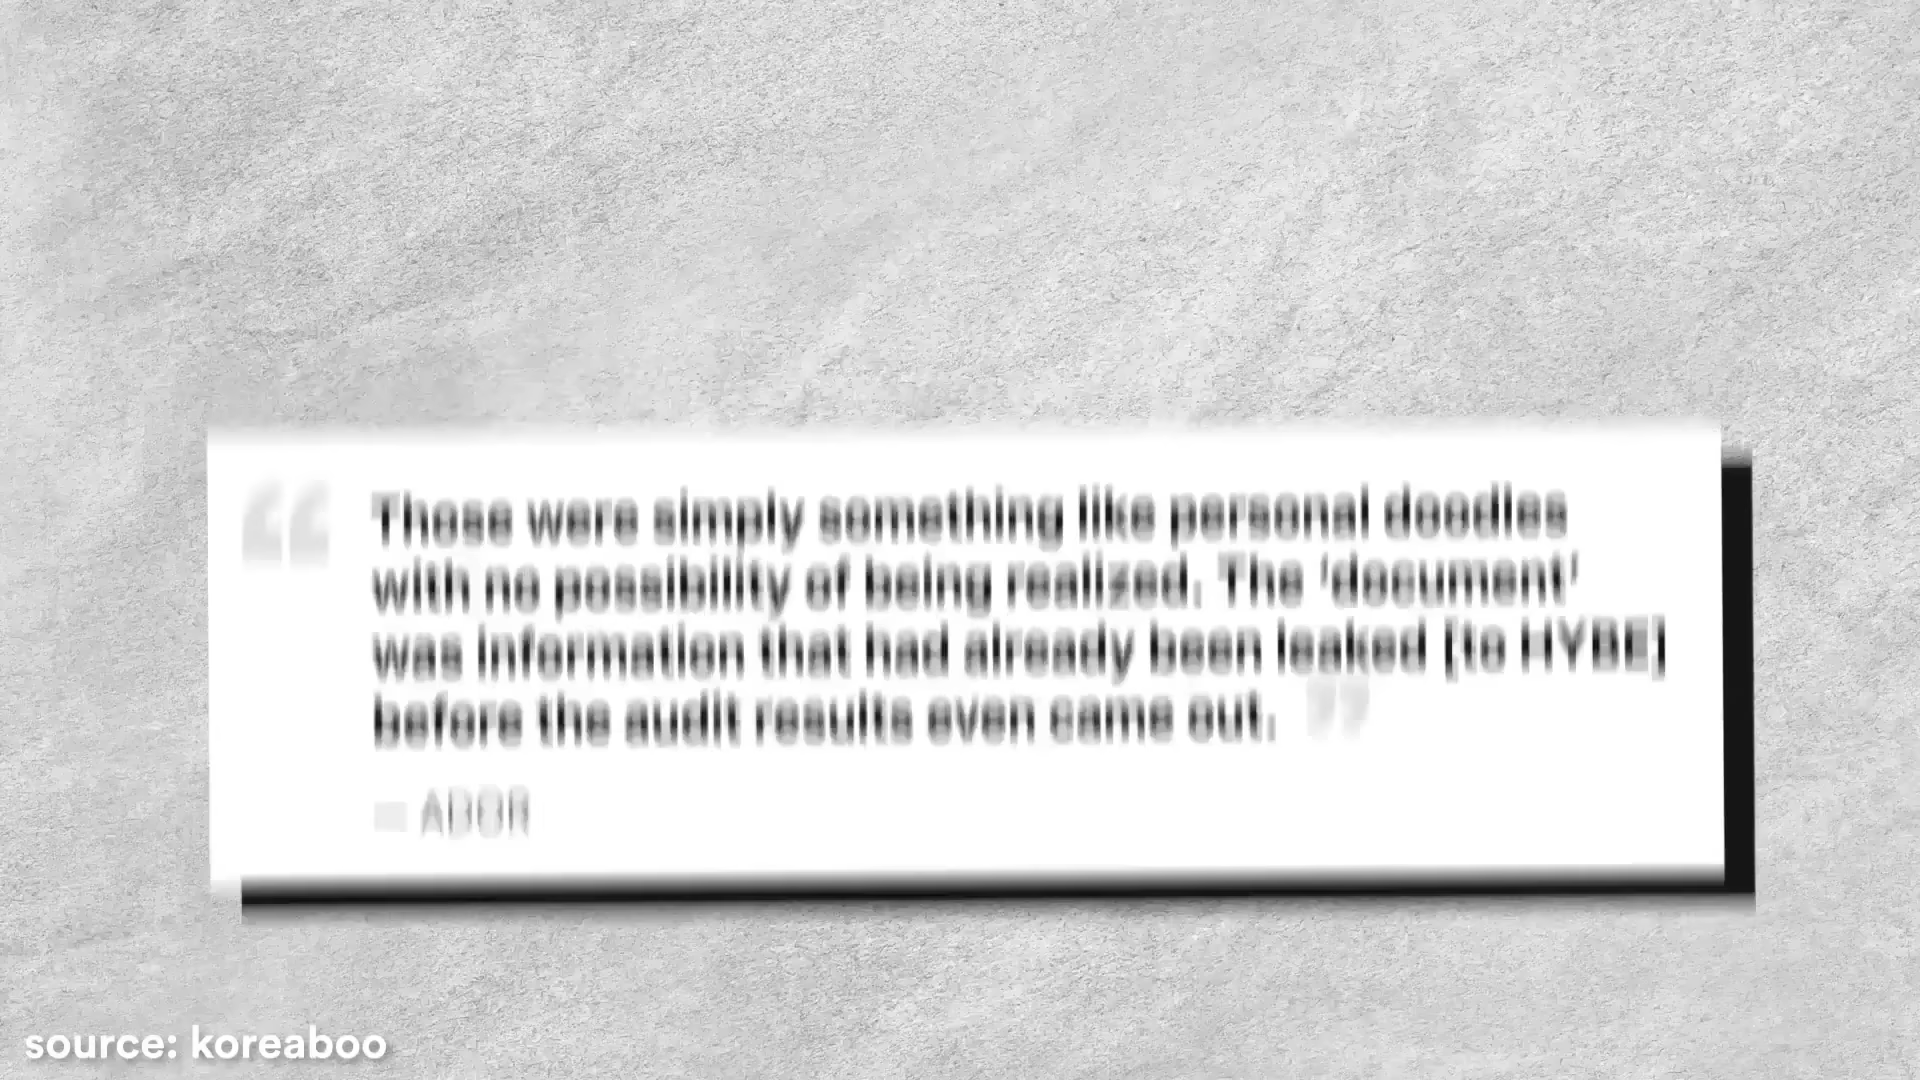 “ Those were simply something like personal doodles
with no possibility of being realized. The 'document'
was information that had already been leaked [to HYBE]
before the audit results even came out. ”
— ADOR
source: koreaboo